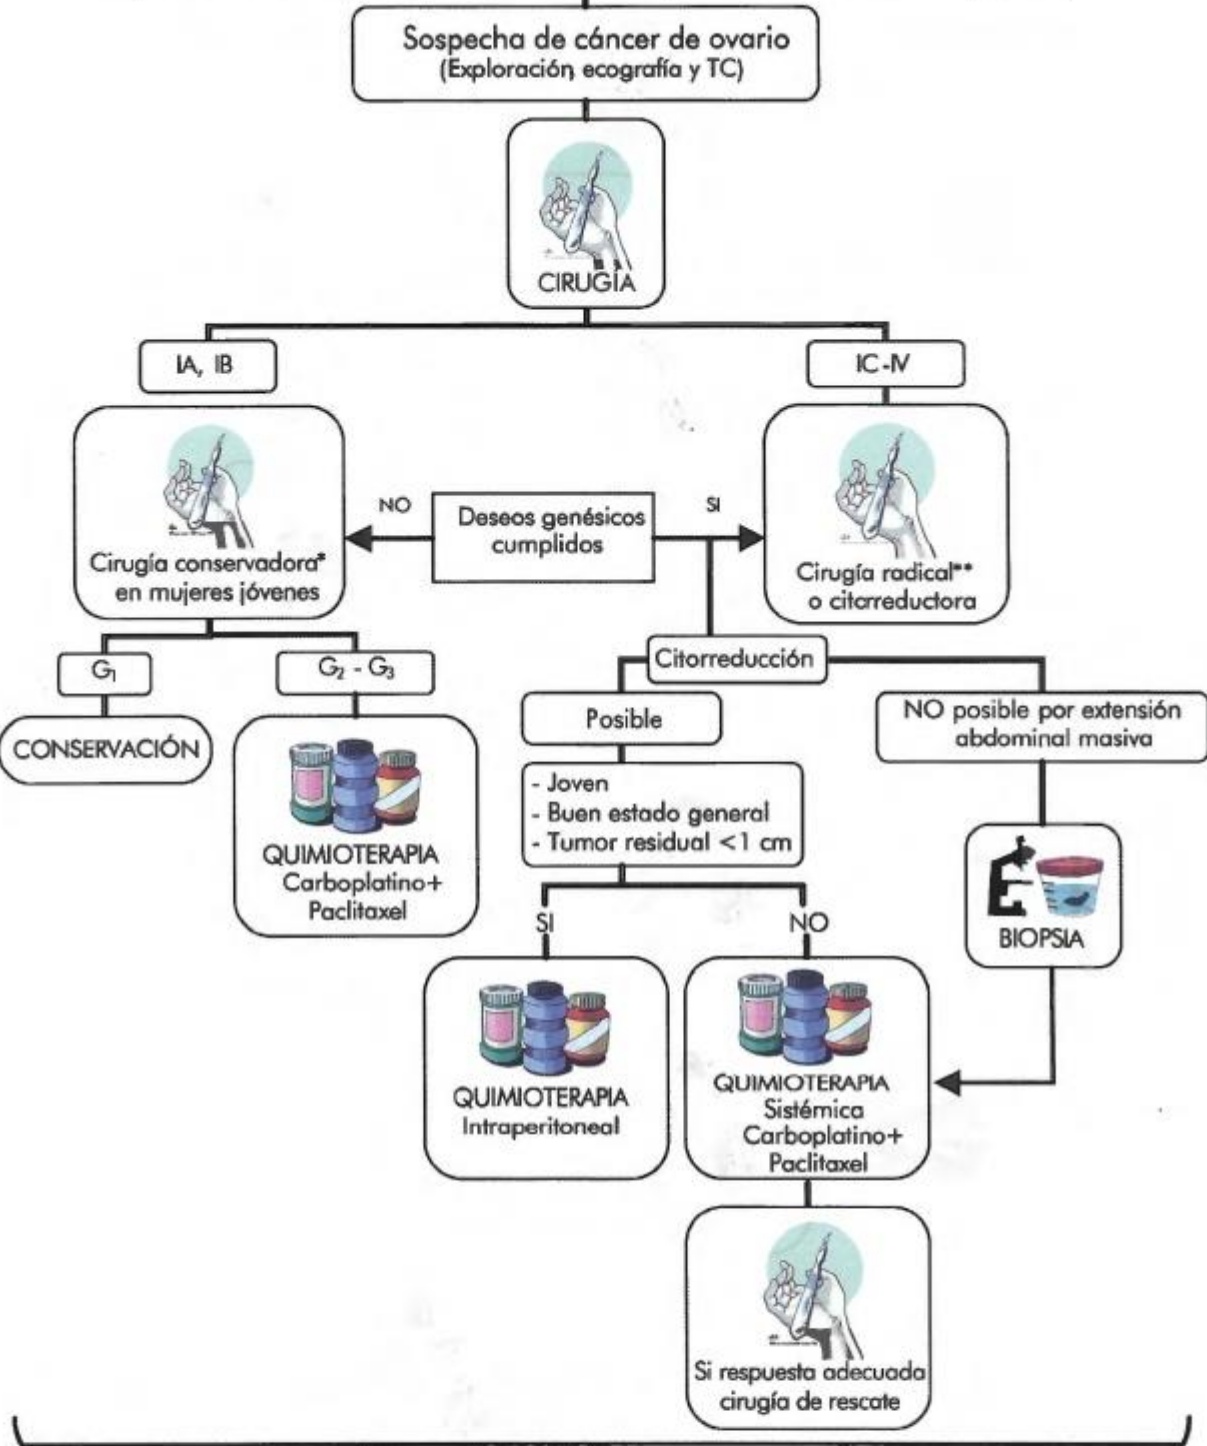 Sospecha de cáncer de ovario
(Exploración, ecografía y TC)
CIRUGÍA
IA, IB
IC-IV
Cirugía conservadora*
en mujeres jóvenes
NO
Deseos genésicos
cumplidos
SI
Cirugía radical**
o citarreductora
G₁
G₂ - G₃
Citorreducción
CONSERVACIÓN
Posible
NO posible por extensión
abdominal masiva
QUIMIOTERAPIA
Carboplatino+
Paclitaxel
- Joven
- Buen estado general
- Tumor residual <1 cm
BIOPSIA
SI
NO
QUIMIOTERAPIA
Intraperitoneal
QUIMIOTERAPIA
Sistémica
Carboplatino+
Paclitaxel
Si respuesta adecuada
cirugía de rescate